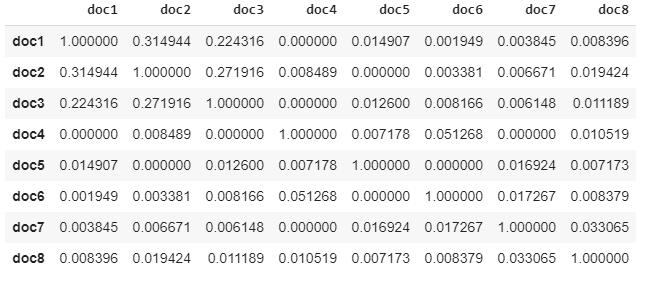 doc1 doc2 doc3 doc4 doc5 doc6 doc7 doc8
doc1 1.000000 0.314944 0.224316 0.000000 0.014907 0.001949 0.003845 0.008396
doc2 0.314944 1.000000 0.271916 0.008489 0.000000 0.003381 0.006671 0.019424
doc3 0.224316 0.271916 1.000000 0.000000 0.012600 0.008166 0.006148 0.011189
doc4 0.000000 0.008489 0.000000 1.000000 0.007178 0.051268 0.000000 0.010519
doc5 0.014907 0.000000 0.012600 0.007178 1.000000 0.000000 0.016924 0.007173
doc6 0.001949 0.003381 0.008166 0.051268 0.000000 1.000000 0.017267 0.008379
doc7 0.003845 0.006671 0.006148 0.000000 0.016924 0.017267 1.000000 0.033065
doc8 0.008396 0.019424 0.011189 0.010519 0.007173 0.008379 0.033065 1.000000